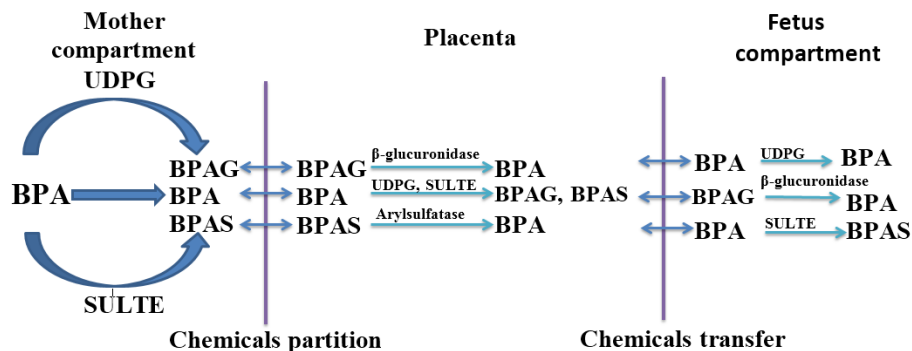 Mother
compartment
Placenta
Fetus
compartment
UDPG
BPA
BPAG BPAG β-glucuronidase BPA BPA UDPG BPA
BPA BPA UDPG, SULTE BPAG, BPAS BPAG β-glucuronidase BPA
BPAS BPAS Arylsulfatase BPA BPA SULTE BPAS
SULTE
Chemicals partition
Chemicals transfer